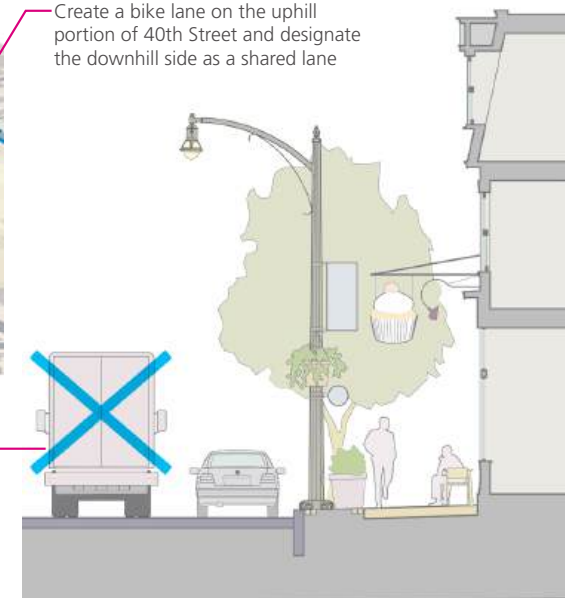 Create a bike lane on the uphill
portion of 40th Street and designate
the downhill side as a shared lane